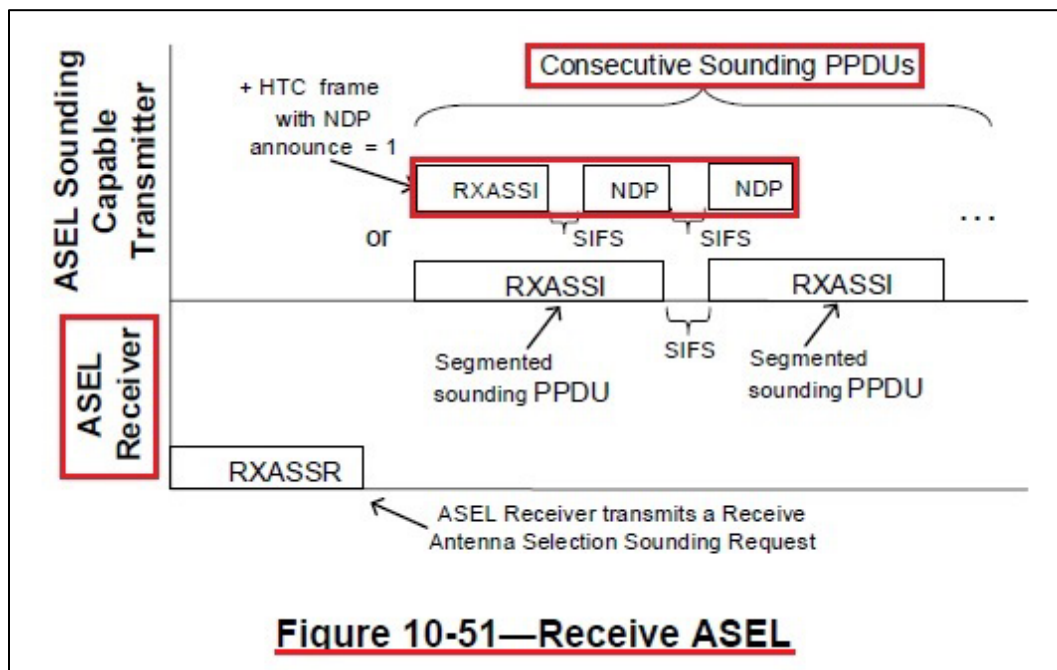 ASEL Sounding
Capable
Transmitter
Consecutive Sounding PPDUs
+ HTC frame
with NDP
announce = 1
RXASSI
NDP
NDP
SIFS
SIFS
...
or
RXASSI
RXASSI
SIFS
Segmented
sounding PPDU
Segmented
sounding PPDU
ASEL
Receiver
RXASSR
ASEL Receiver transmits a Receive
Antenna Selection Sounding Request
Figure 10-51—Receive ASEL